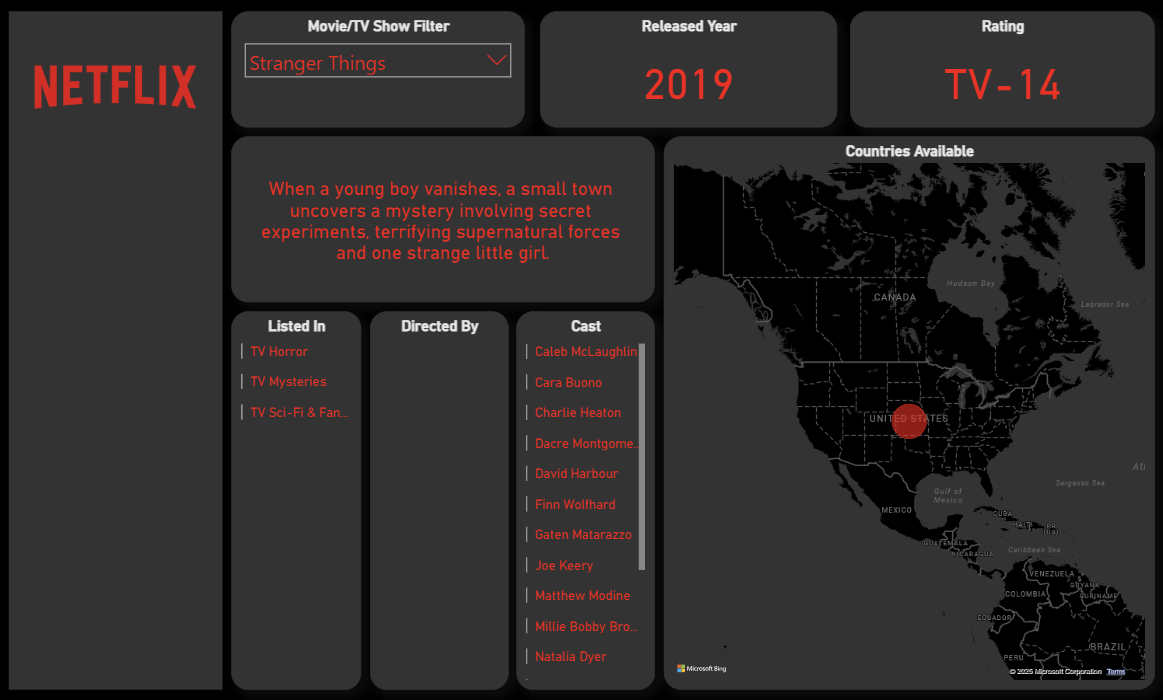 NETFLIX
Movie/TV Show Filter
Stranger Things
Released Year
2019
Rating
TV-14
When a young boy vanishes, a small town
uncovers a mystery involving secret
experiments, terrifying supernatural forces
and one strange little girl.
Listed In
TV Horror
TV Mysteries
TV Sci-Fi & Fan...
Directed By
Cast
Caleb McLaughlin
Cara Buono
Charlie Heaton
Dacre Montgome...
David Harbour
Finn Wolfhard
Gaten Matarazzo
Joe Keery
Matthew Modine
Millie Bobby Bro...
Natalia Dyer
Countries Available
Hudson Bay
CANADA
Labrador Sea
UNITED STATES
Sargasso Sea
Gulf of
Mexico
MEXICO
CUBA
HAITI
PR
(US)
GUATEMALA
NICARAGUA
Caribbean Sea
VENEZUELA
GUYANA
COLOMBIA
SURINAME
ECUADOR
BRAZIL
PERU
Microsoft Bing
© 2025 Microsoft Corporation Terms